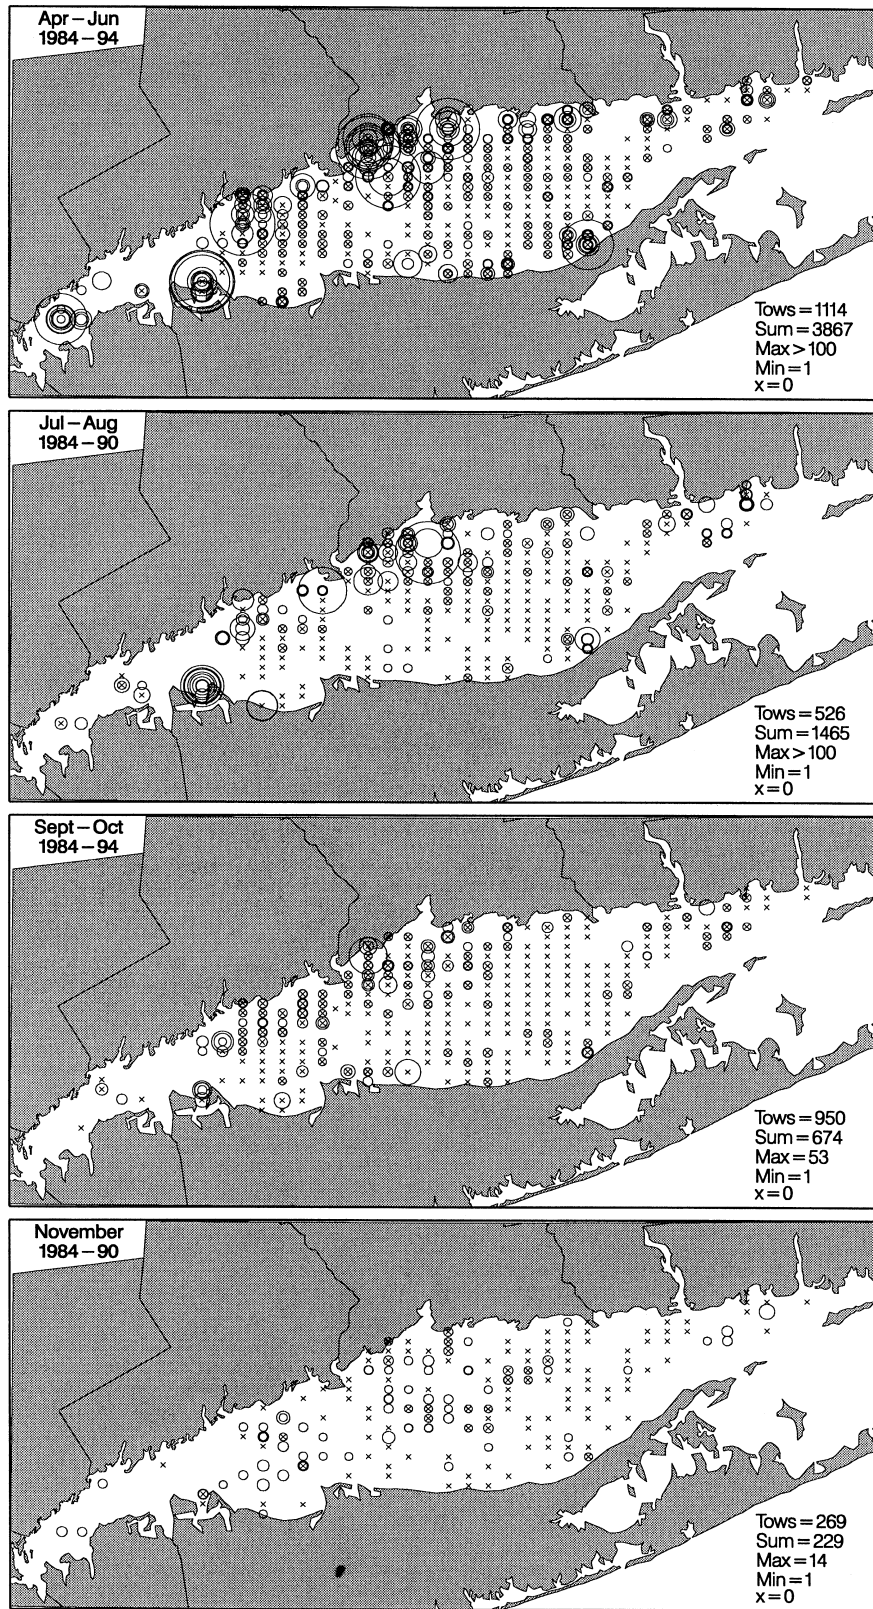 Apr–Jun
1984–94
Tows=1114
Sum=3867
Max>100
Min=1
x=0
Jul–Aug
1984–90
Tows=526
Sum=1465
Max>100
Min=1
x=0
Sept–Oct
1984–94
Tows=950
Sum=674
Max=53
Min=1
x=0
November
1984–90
Tows=269
Sum=229
Max=14
Min=1
x=0